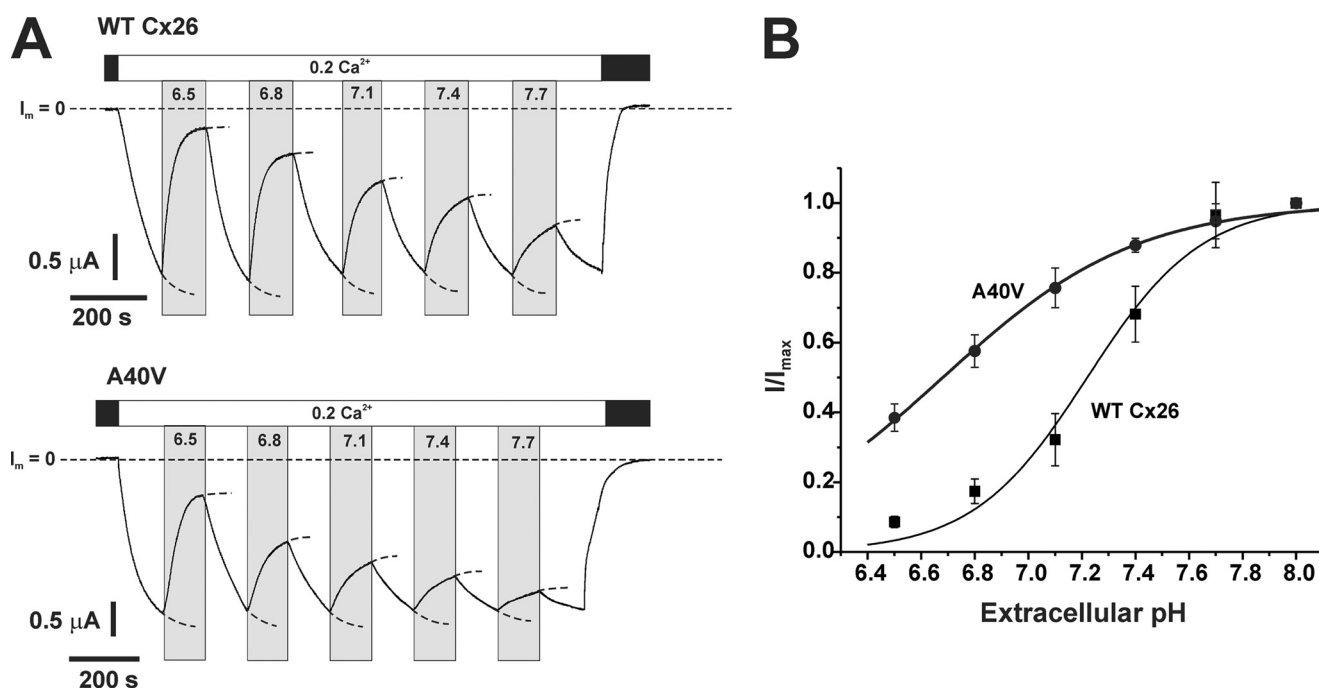 A
WT Cx26
0.2 Ca²⁺
6.5 6.8 7.1 7.4 7.7
Iₘ = 0
0.5 µA
200 s
A40V
0.2 Ca²⁺
6.5 6.8 7.1 7.4 7.7
Iₘ = 0
0.5 µA
200 s
B
1.0
0.8
0.6
0.4
0.2
0.0
I/Iₘₐₓ
A40V
WT Cx26
6.4 6.6 6.8 7.0 7.2 7.4 7.6 7.8 8.0
Extracellular pH